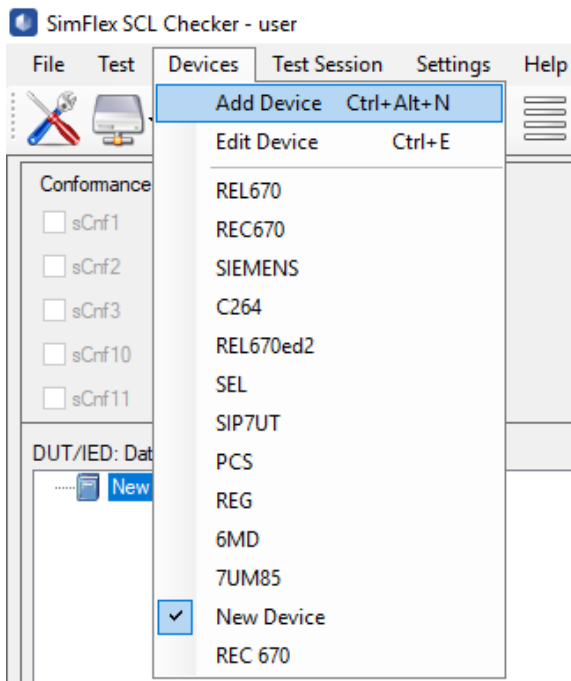 SimFlex SCL Checker - user
File Test Devices Test Session Settings Help
Add Device Ctrl+Alt+N
Edit Device Ctrl+E
Conformance
sCnf1
sCnf2
sCnf3
sCnf10
sCnf11
REL670
REC670
SIEMENS
C264
REL670ed2
SEL
SIP7UT
PCS
REG
6MD
7UM85
New Device
REC 670
DUT/IED: Dat
New